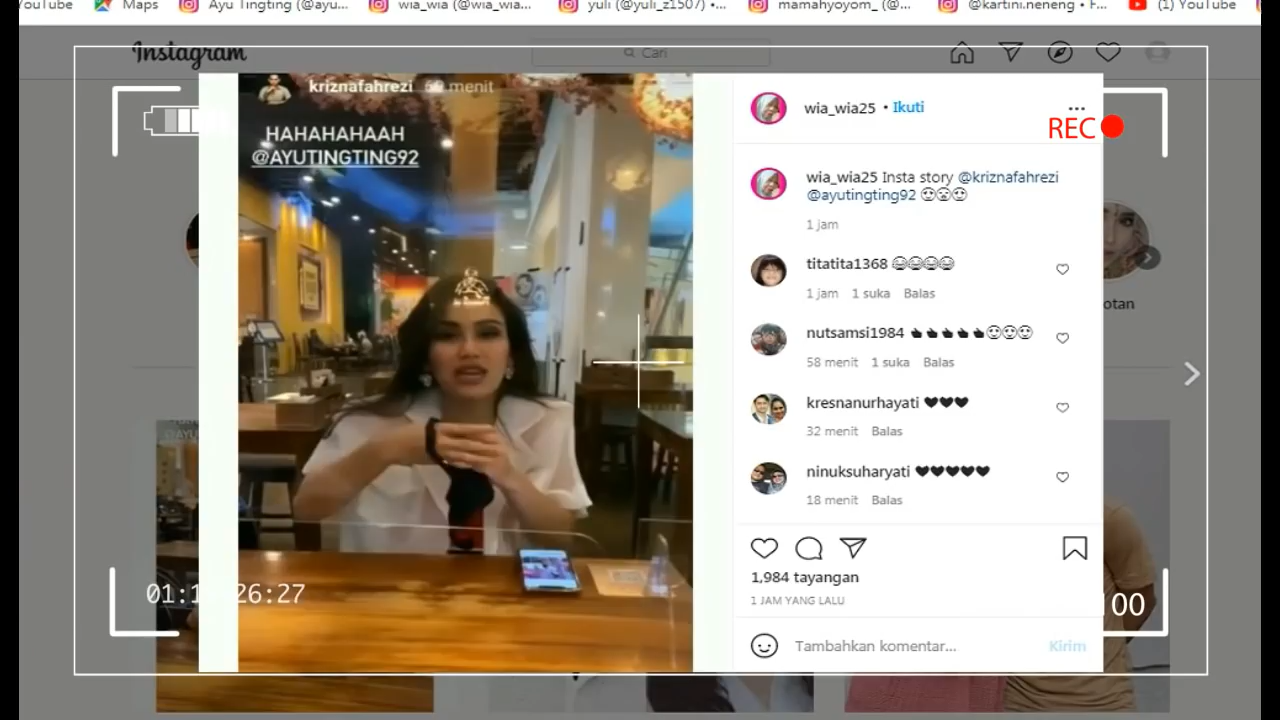 YouTube
Maps
Ayu Tingting (@ayu...
wia_wia (@wia_wia...
yuli (@yuli_z1507) •...
mamahyoyom_ (@...
@kartini.neneng • F...
(1) YouTube
Instagram
Cari
kriznafahrezi menit
HAHAHAHAAH
@AYUTINGTING92
wia_wia25 • Ikuti
REC
wia_wia25 Insta story @kriznafahrezi
@ayutingting92
1 jam
titatita1368 😂😂😂😂
1 jam 1 suka Balas
nutsamsi1984
58 menit 1 suka Balas
kresnanurhayati ❤❤❤
32 menit Balas
ninuksuharyati ❤❤❤❤❤
18 menit Balas
otan
1,984 tayangan
1 JAM YANG LALU
01:1 26:27
00
Tambahkan komentar...
Kirim